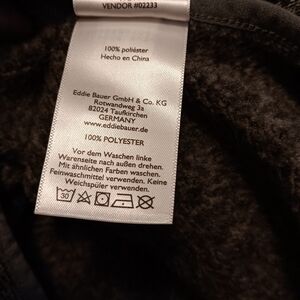 VENDOR #02233
100% poliéster
Hecho en China
Eddie Bauer GmbH & Co. KG
Rotwandweg 3a
82024 Taufkirchen
GERMANY
www.eddiebauer.de
100% POLYESTER
Vor dem Waschen linke
Warenseite nach außen drehen.
Mit ähnlichen Farben waschen.
Feinwaschmittel verwenden. Keine
Weichspüler verwenden.
30